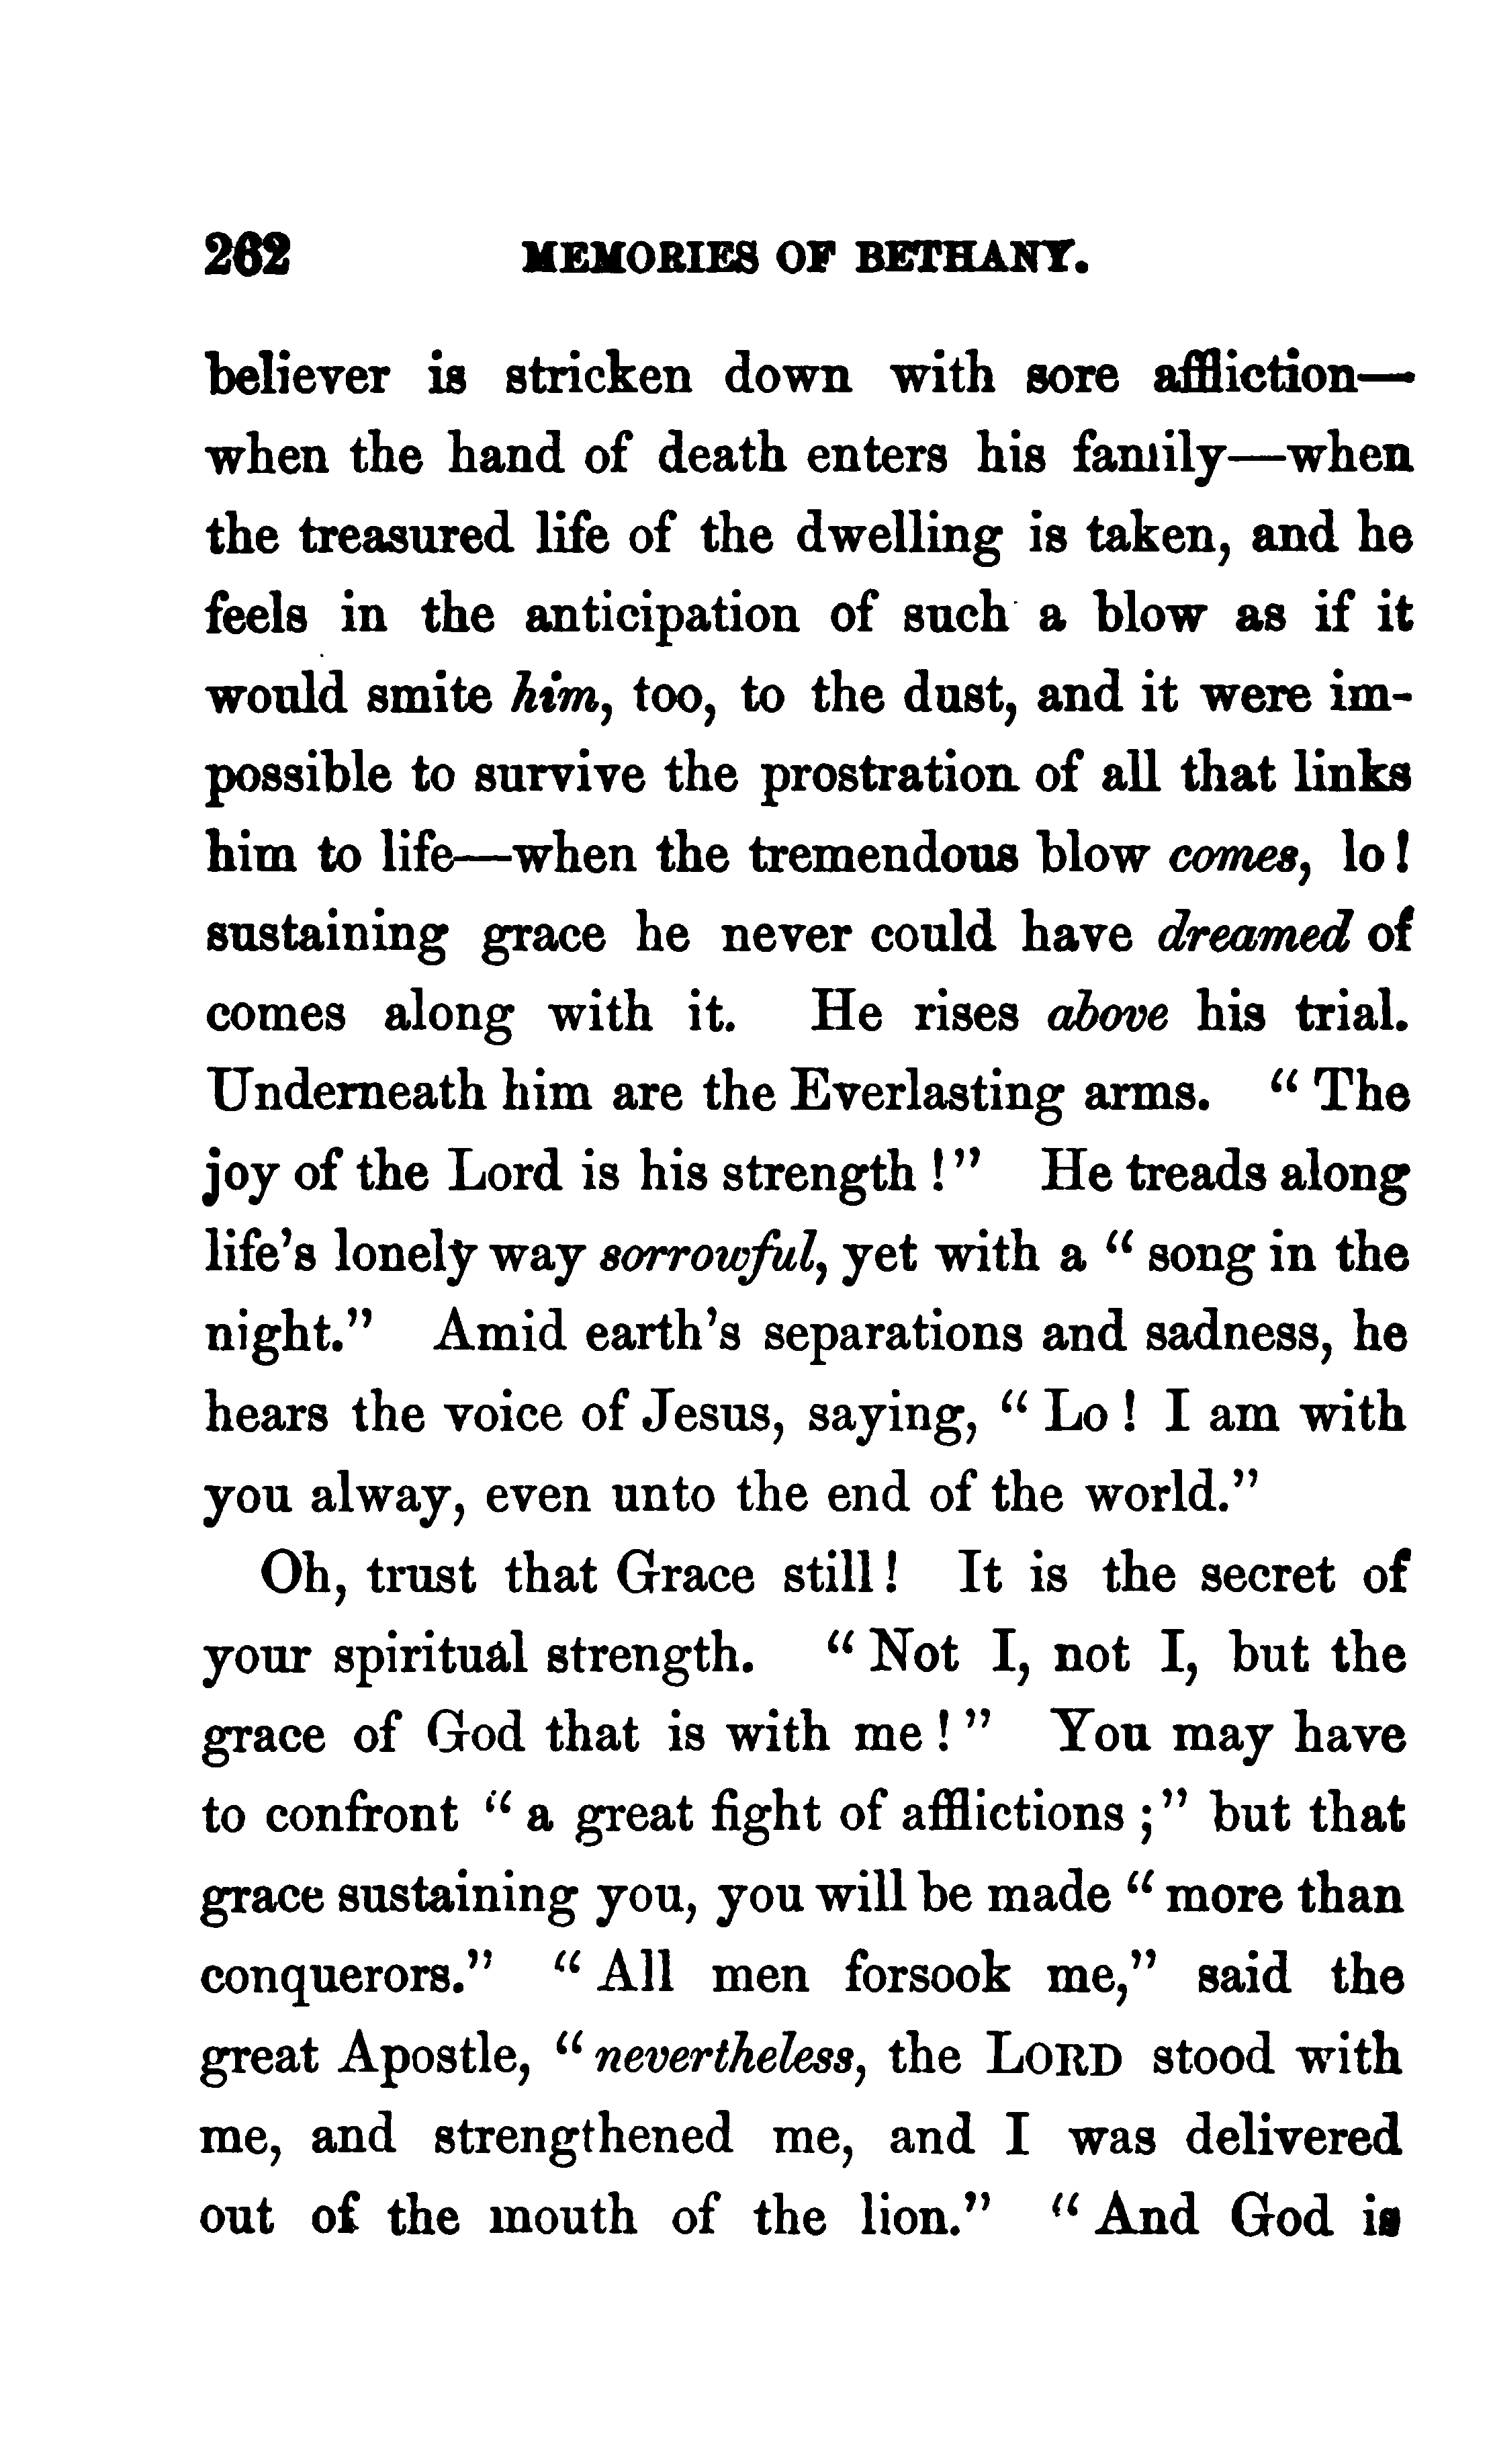 262 MEMORIES OF BETHANY.
believer is stricken down with sore affliction—
when the hand of death enters his family—when
the treasured life of the dwelling is taken, and he
feels in the anticipation of such a blow as if it
would smite him, too, to the dust, and it were im-
possible to survive the prostration of all that links
him to life—when the tremendous blow comes, lo!
sustaining grace he never could have dreamed of
comes along with it. He rises above his trial.
Underneath him are the Everlasting arms. “The
joy of the Lord is his strength!” He treads along
life’s lonely way sorrowful, yet with a “song in the
night.” Amid earth’s separations and sadness, he
hears the voice of Jesus, saying, “Lo! I am with
you alway, even unto the end of the world.”
Oh, trust that Grace still! It is the secret of
your spiritual strength. “Not I, not I, but the
grace of God that is with me!” You may have
to confront “a great fight of afflictions;” but that
grace sustaining you, you will be made “more than
conquerors.” “All men forsook me,” said the
great Apostle, “nevertheless, the LORD stood with
me, and strengthened me, and I was delivered
out of the mouth of the lion.” “And God is